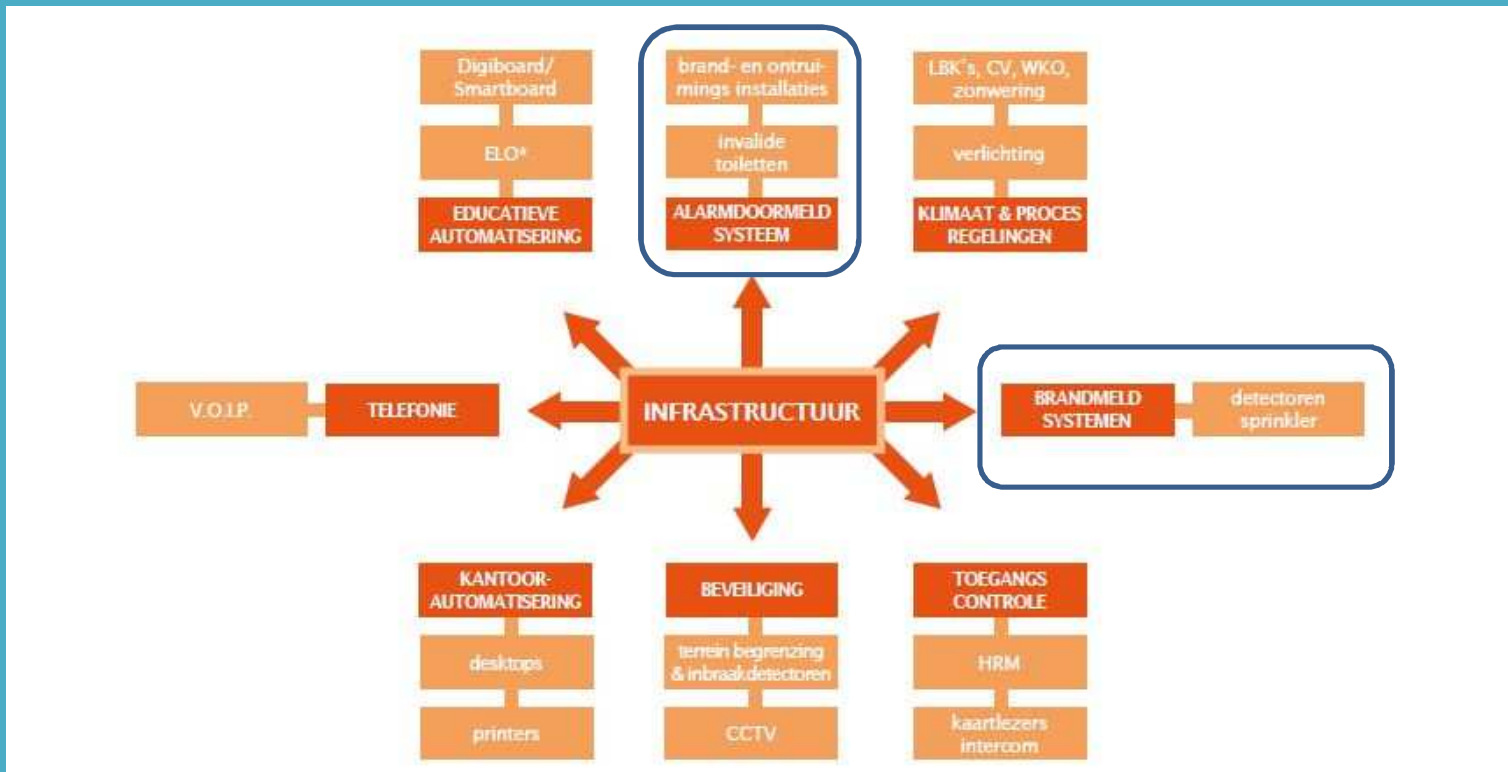 Digiboard/
Smartboard
ELO*
EDUCATIEVE
AUTOMATISERING
brand- en ontrui-
mings installaties
invalide
toiletten
ALARMDOORMELD
SYSTEEM
LBK's, CV, WKO,
zonwering
verlichting
KLIMAAT & PROCES
REGELINGEN
V.O.I.P.
TELEFONIE
INFRASTRUCTUUR
BRANDMELD
SYSTEMEN
detectoren
sprinkler
KANTOOR-
AUTOMATISERING
desktops
printers
BEVEILIGING
terrein begrenzing
& inbraakdetectoren
CCTV
TOEGANGS
CONTROLE
HRM
kaartlezers
intercom